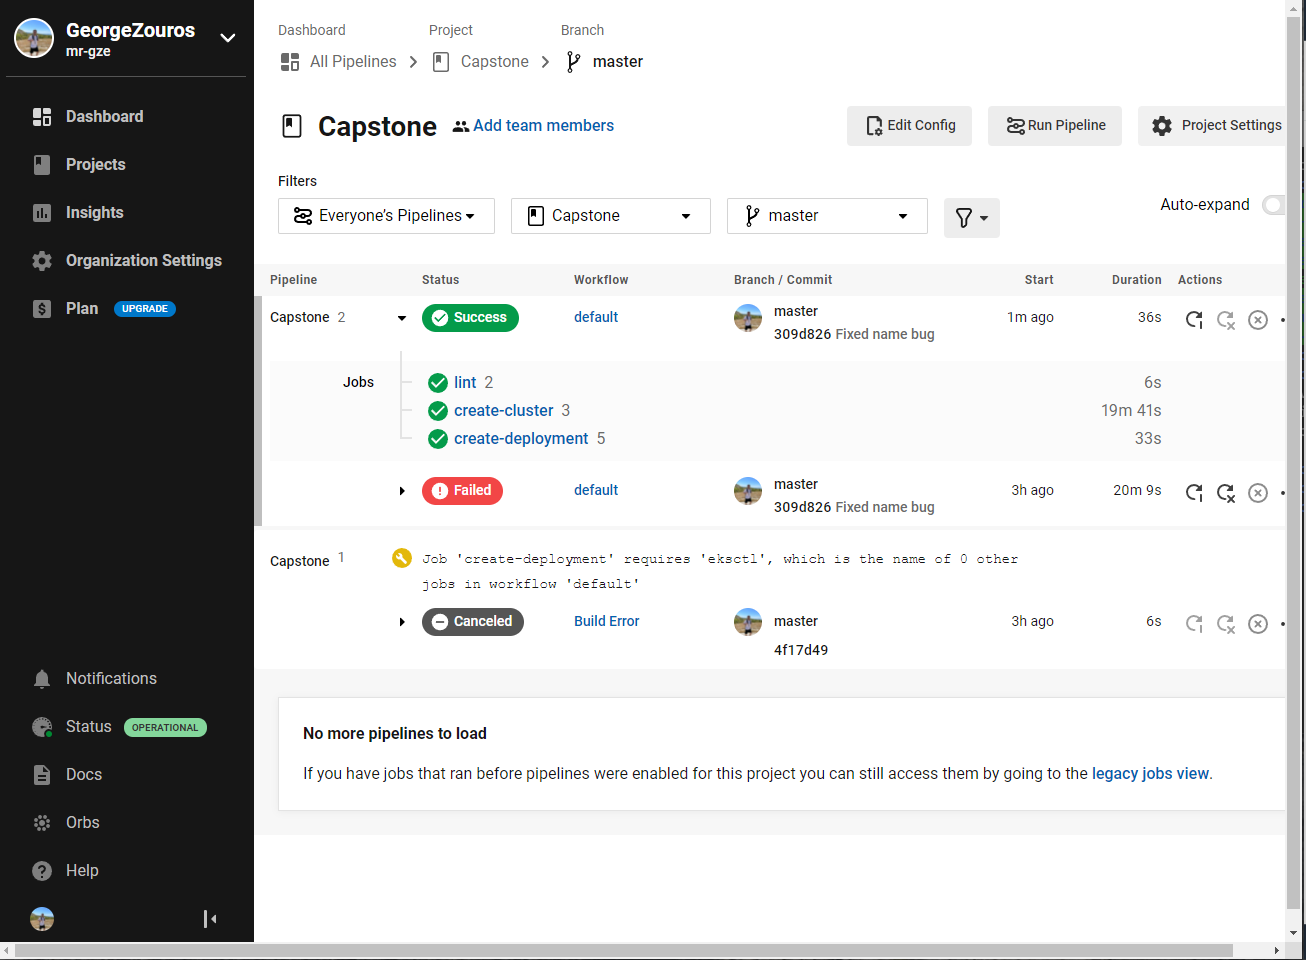 GeorgeZouros
mr-gze
Dashboard
Projects
Insights
Organization Settings
Plan UPGRADE
Notifications
Status OPERATIONAL
Docs
Orbs
Help
Dashboard Project Branch
All Pipelines Capstone master
Capstone Add team members Edit Config Run Pipeline Project Settings
Filters
Everyone’s Pipelines Capstone master Auto-expand
Pipeline Status Workflow Branch / Commit Start Duration Actions
Capstone 2 Success default master 1m ago 36s
309d826 Fixed name bug
Jobs lint 2 6s
create-cluster 3 19m 41s
create-deployment 5 33s
Failed default master 3h ago 20m 9s
309d826 Fixed name bug
Capstone 1 Job 'create-deployment' requires 'eksctl', which is the name of 0 other
jobs in workflow 'default'
Canceled Build Error master 3h ago 6s
4f17d49
No more pipelines to load
If you have jobs that ran before pipelines were enabled for this project you can still access them by going to the legacy jobs view.